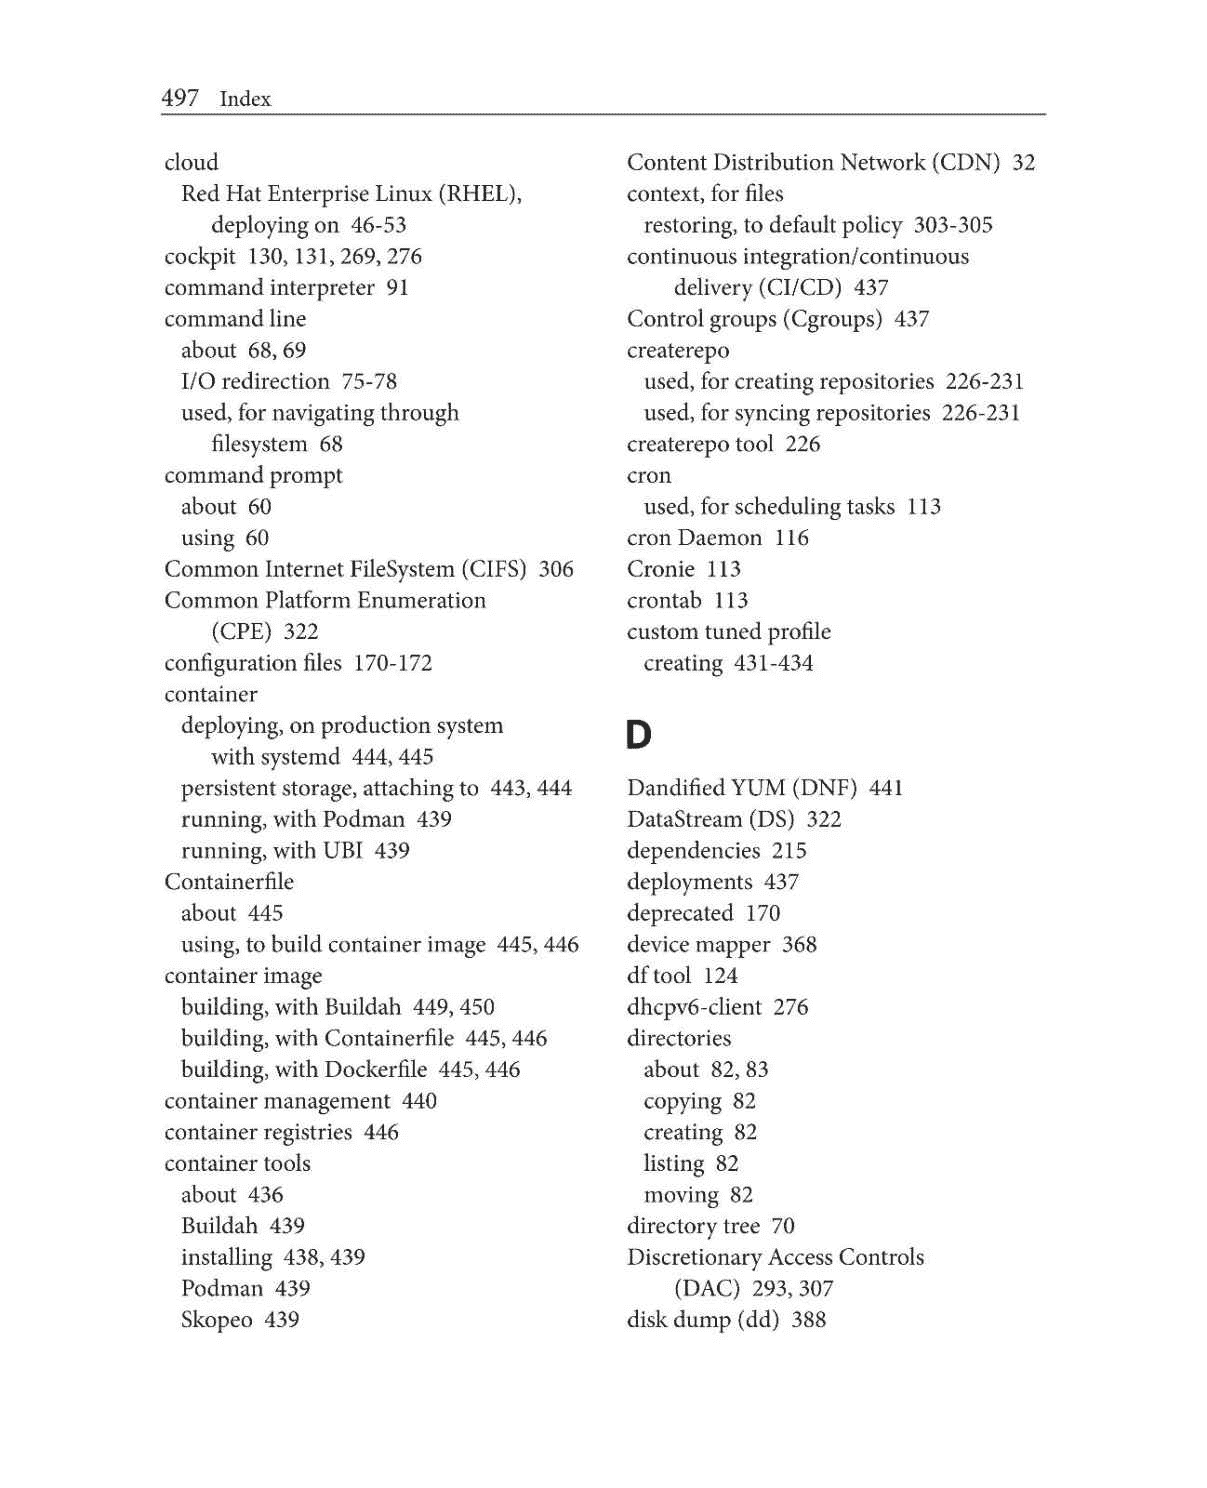 497 Index
cloud
Red Hat Enterprise Linux (RHEL),
deploying on 46-53
cockpit 130, 131, 269, 276
command interpreter 91
command line
about 68, 69
I/O redirection 75-78
used, for navigating through
filesystem 68
command prompt
about 60
using 60
Common Internet FileSystem (CIFS) 306
Common Platform Enumeration
(CPE) 322
configuration files 170-172
container
deploying, on production system
with systemd 444, 445
persistent storage, attaching to 443, 444
running, with Podman 439
running, with UBI 439
Containerfile
about 445
using, to build container image 445, 446
container image
building, with Buildah 449, 450
building, with Containerfile 445, 446
building, with Dockerfile 445, 446
container management 440
container registries 446
container tools
about 436
Buildah 439
installing 438, 439
Podman 439
Skopeo 439
Content Distribution Network (CDN) 32
context, for files
restoring, to default policy 303-305
continuous integration/continuous
delivery (CI/CD) 437
Control groups (Cgroups) 437
createrepo
used, for creating repositories 226-231
used, for syncing repositories 226-231
createrepo tool 226
cron
used, for scheduling tasks 113
cron Daemon 116
Cronie 113
crontab 113
custom tuned profile
creating 431-434
D
Dandified YUM (DNF) 441
DataStream (DS) 322
dependencies 215
deployments 437
deprecated 170
device mapper 368
df tool 124
dhcpv6-client 276
directories
about 82, 83
copying 82
creating 82
listing 82
moving 82
directory tree 70
Discretionary Access Controls
(DAC) 293, 307
disk dump (dd) 388